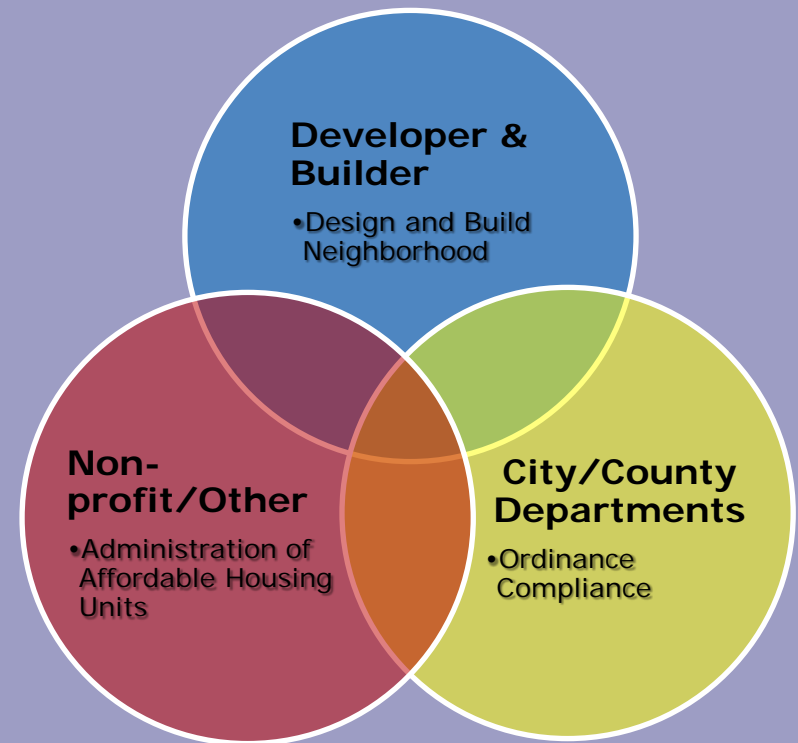 Developer &
Builder
•Design and Build
Neighborhood
Non-
profit/Other
•Administration of
Affordable Housing
Units
City/County
Departments
•Ordinance
Compliance